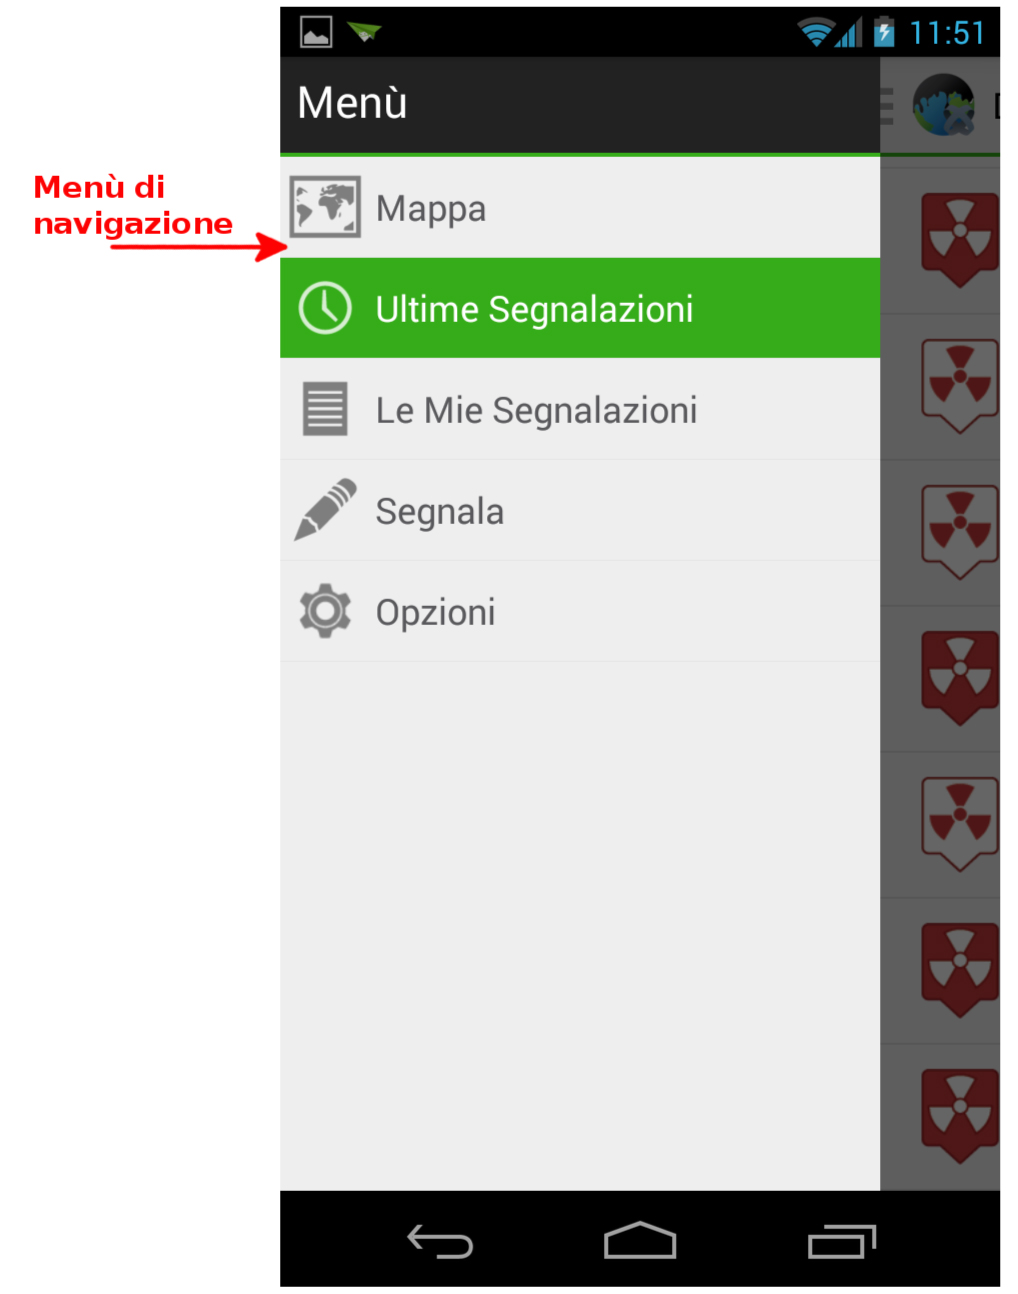 11:51
Menù
Menù di
navigazione
Mappa
Ultime Segnalazioni
Le Mie Segnalazioni
Segnala
Opzioni